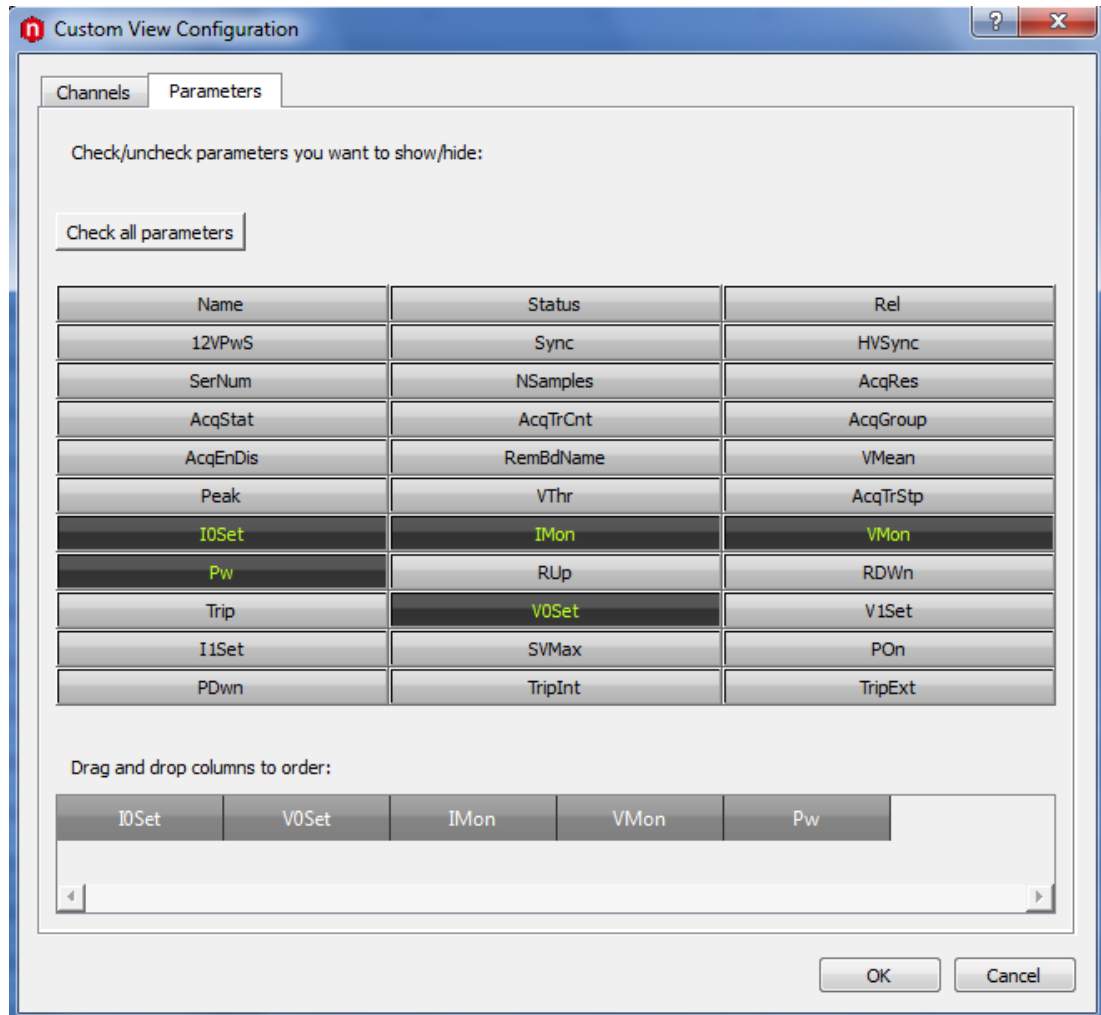 n Custom View Configuration ? X
Channels Parameters
Check/uncheck parameters you want to show/hide:
Check all parameters
Name Status Rel
12VPwS Sync HVSync
SerNum NSamples AcqRes
AcqStat AcqTrCnt AcqGroup
AcqEnDis RemBdName VMean
Peak VThr AcqTrStp
I0Set IMon VMon
Pw RUp RDWn
Trip V0Set V1Set
I1Set SVMax POn
PDwn TripInt TripExt
Drag and drop columns to order:
I0Set V0Set IMon VMon Pw
OK Cancel